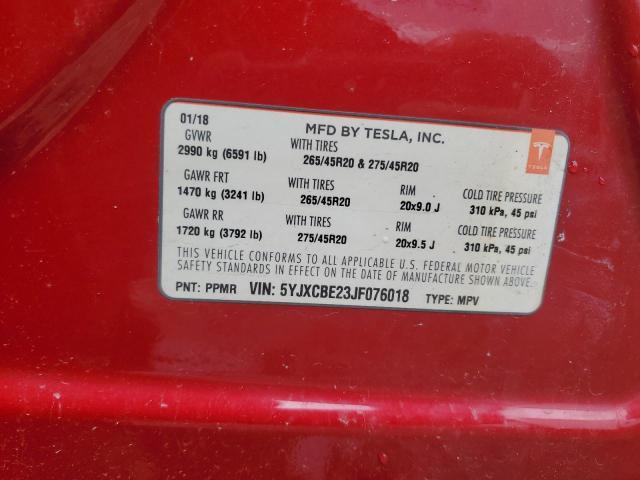 01/18
MFD BY TESLA, INC.
GVWR
2990 kg (6591 lb)
WITH TIRES
265/45R20 & 275/45R20
TESLA
GAWR FRT
1470 kg (3241 lb)
WITH TIRES
265/45R20
RIM
20x9.0 J
COLD TIRE PRESSURE
310 kPa, 45 psi
GAWR RR
1720 kg (3792 lb)
WITH TIRES
275/45R20
RIM
20x9.5 J
COLD TIRE PRESSURE
310 kPa, 45 psi
THIS VEHICLE CONFORMS TO ALL APPLICABLE U.S. FEDERAL MOTOR VEHICLE
SAFETY STANDARDS IN EFFECT ON THE DATE OF MANUFACTURE SHOWN ABOVE.
PNT: PPMR VIN: 5YJXCBE23JF076018 TYPE: MPV